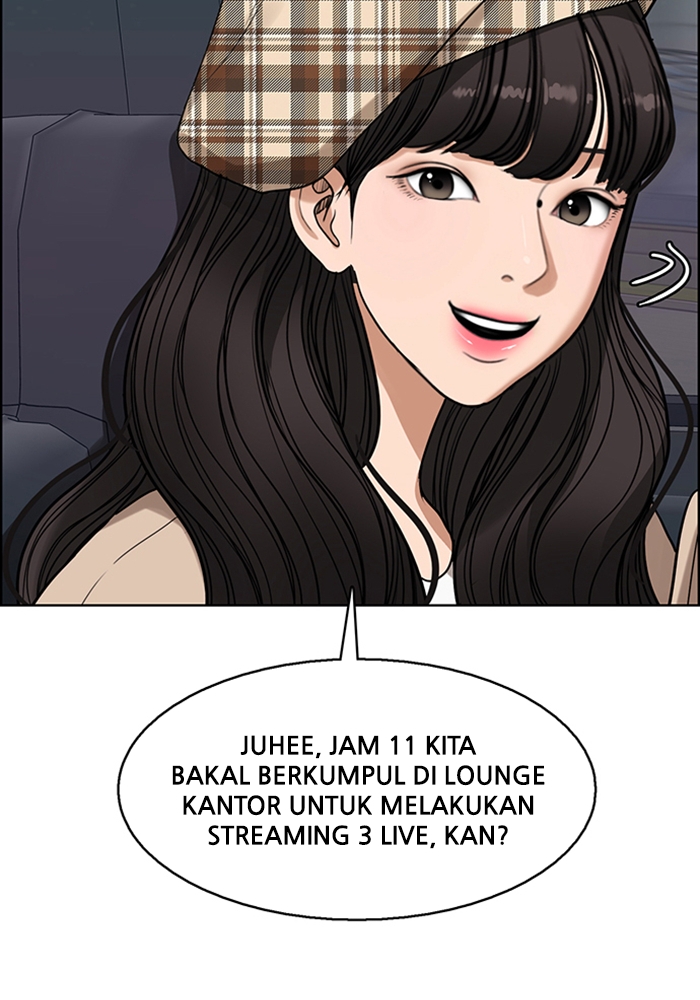 JUHEE, JAM 11 KITA
BAKAL BERKUMPUL DI LOUNGE
KANTOR UNTUK MELAKUKAN
STREAMING 3 LIVE, KAN?